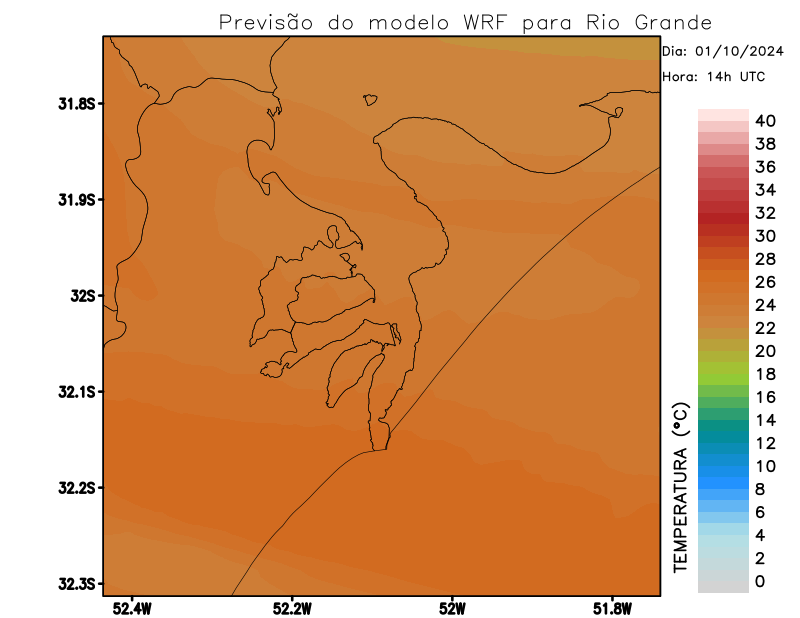 Previsão do modelo WRF para Rio Grande
Dia: 01/10/2024
Hora: 14h UTC
31.8S
31.9S
32S
32.1S
32.2S
32.3S
52.4W
52.2W
52W
51.8W
TEMPERATURA (°C)
40
38
36
34
32
30
28
26
24
22
20
18
16
14
12
10
8
6
4
2
0